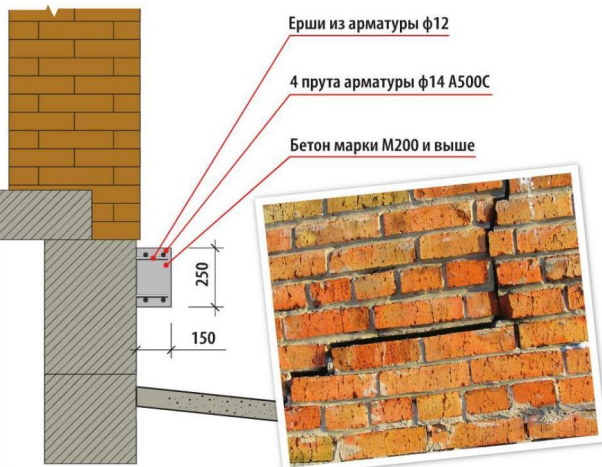 Ерши из арматуры ф12
4 прута арматуры ф14 А500С
Бетон марки М200 и выше
250
150